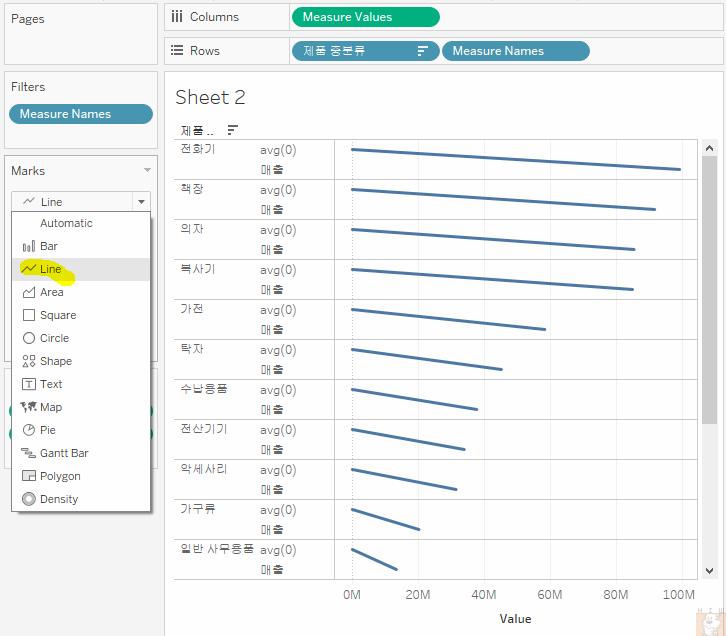 Pages
Columns Measure Values
Rows 제품 중분류 Measure Names
Filters
Measure Names
Marks
Line
Automatic
Bar
Line
Area
Square
Circle
Shape
Text
Map
Pie
Gantt Bar
Polygon
Density
Sheet 2
제품 ..
전화기 avg(0)
매출
책장 avg(0)
매출
의자 avg(0)
매출
복사기 avg(0)
매출
가전 avg(0)
매출
탁자 avg(0)
매출
수납용품 avg(0)
매출
전산기기 avg(0)
매출
악세사리 avg(0)
매출
가구류 avg(0)
매출
일반 사무용품 avg(0)
매출
0M 20M 40M 60M 80M 100M
Value